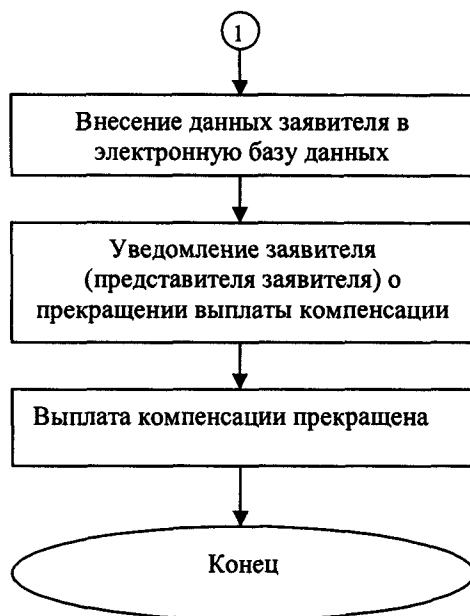 1
Внесение данных заявителя в
электронную базу данных
Уведомление заявителя
(представителя заявителя) о
прекращении выплаты компенсации
Выплата компенсации прекращена
Конец